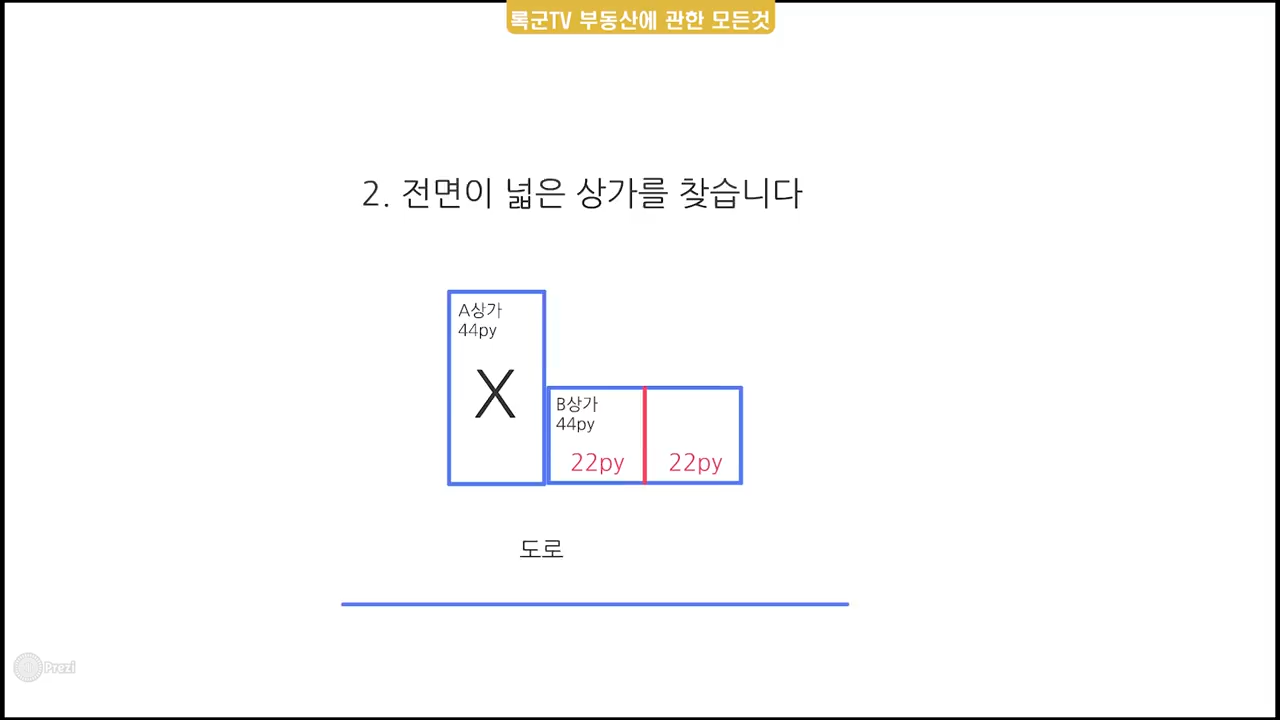 록군TV 부동산에 관한 모든것
2. 전면이 넓은 상가를 찾습니다
A상가
44py
X
B상가
44py
22py
22py
도로
Prezi